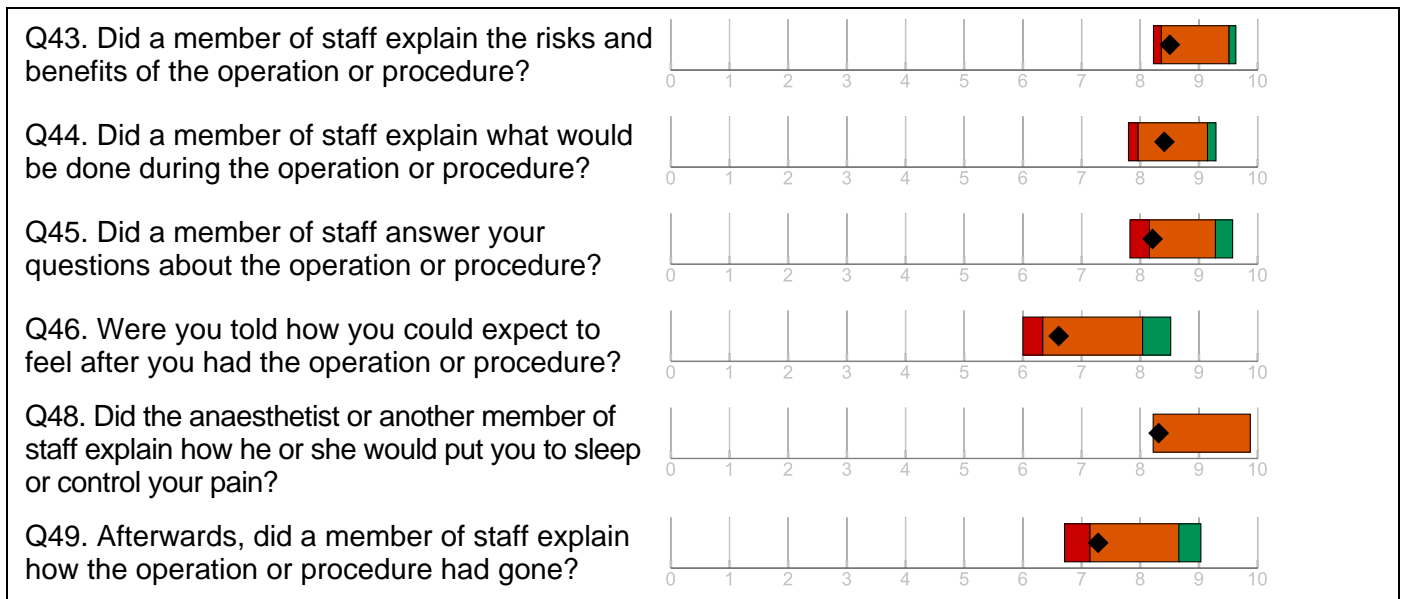 Q43. Did a member of staff explain the risks and
benefits of the operation or procedure?
0 1 2 3 4 5 6 7 8 9 10
Q44. Did a member of staff explain what would
be done during the operation or procedure?
0 1 2 3 4 5 6 7 8 9 10
Q45. Did a member of staff answer your
questions about the operation or procedure?
0 1 2 3 4 5 6 7 8 9 10
Q46. Were you told how you could expect to
feel after you had the operation or procedure?
0 1 2 3 4 5 6 7 8 9 10
Q48. Did the anaesthetist or another member of
staff explain how he or she would put you to sleep
or control your pain?
0 1 2 3 4 5 6 7 8 9 10
Q49. Afterwards, did a member of staff explain
how the operation or procedure had gone?
0 1 2 3 4 5 6 7 8 9 10